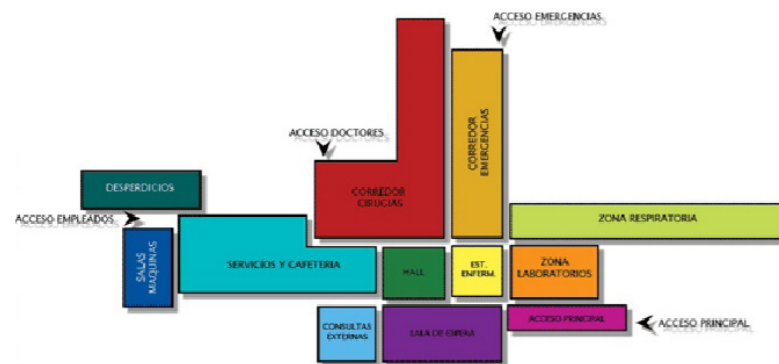 ACCESO EMERGENCIAS
ACCESO DOCTORES
CORREDOR
EMERGENCIAS
DESPERDICIOS
CORREDOR
CIRUGIAS
ACCESO EMPLEADOS
ZONA RESPIRATORIA
SALAS
MAQUINAS
SERVICIOS Y CAFETERIA
HALL
EST.
ENFERM.
ZONA
LABORATORIOS
CONSULTAS
EXTERNAS
SALA DE ESPERA
ACCESO PRINCIPAL
ACCESO PRINCIPAL